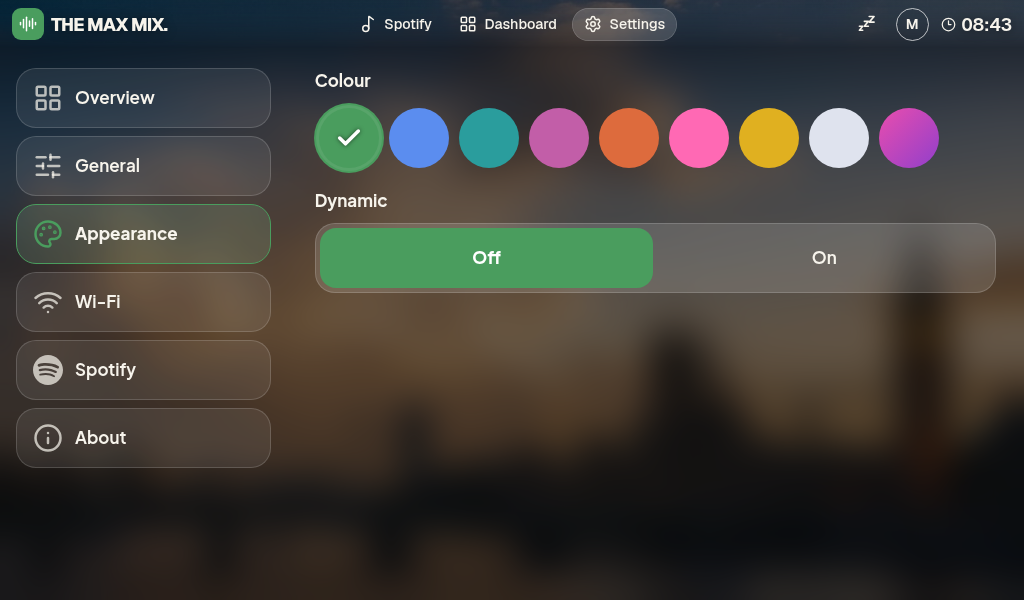 THE MAX MIX.
Spotify
Dashboard
Settings
zzz
M
08:43
Overview
General
Appearance
Wi-Fi
Spotify
About
Colour
Dynamic
Off
On